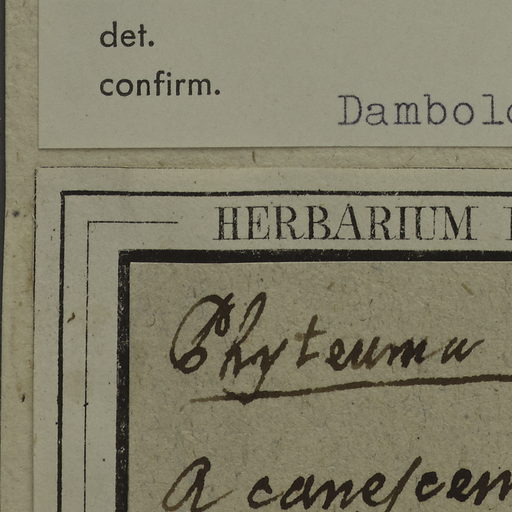 det.
confirm.
Dambolo
HERBARIUM
Phyteuma
a canescen